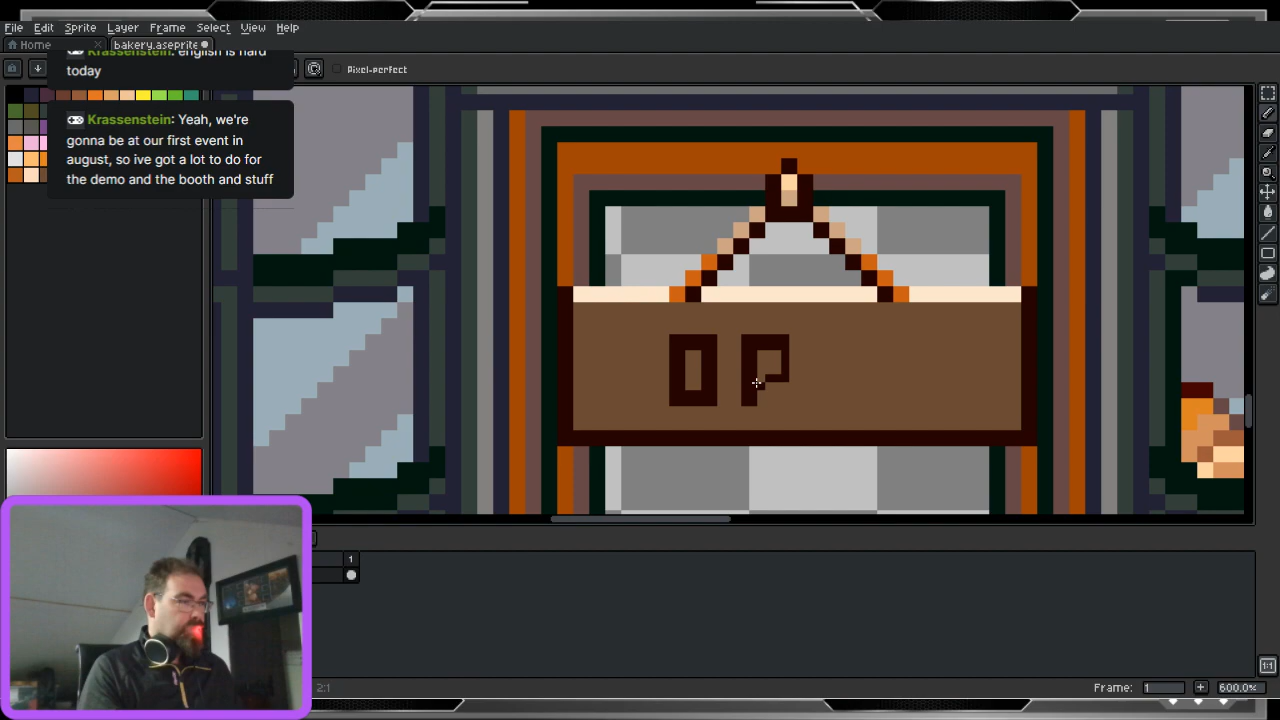 File Edit Sprite Layer Frame Select View Help
Home bakery.aseprite
Krassenstein: english is hard
today
Pixel-perfect
Krassenstein: Yeah, we're
gonna be at our first event in
august, so ive got a lot to do for
the demo and the booth and stuff
OP
1
2:1
Frame: 1 + 600.0%
1:1